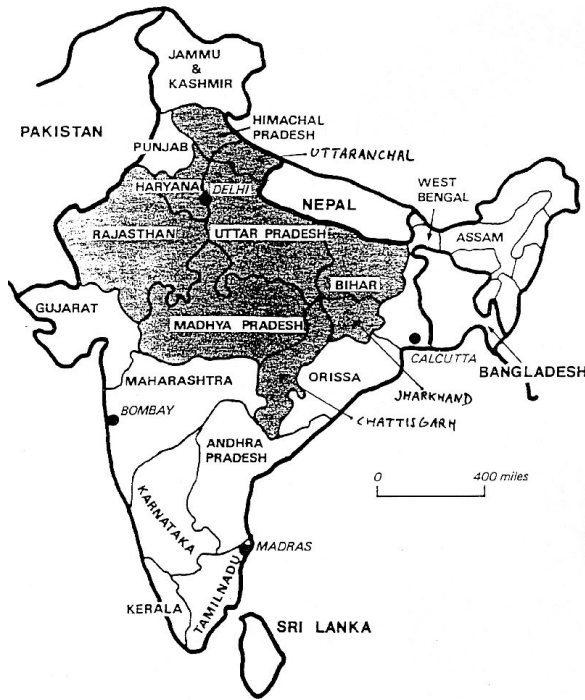 JAMMU
&
KASHMIR
PAKISTAN
HIMACHAL
PRADESH
PUNJAB
UTTARANCHAL
HARYANA
DELHI
NEPAL
WEST
BENGAL
RAJASTHAN
UTTAR PRADESH
ASSAM
BIHAR
GUJARAT
MADHYA PRADESH
CALCUTTA
BANGLADESH
MAHARASHTRA
ORISSA
JHARKHAND
BOMBAY
CHATTISGARH
ANDHRA
PRADESH
0 400 miles
KARNATAKA
MADRAS
TAMILNADU
KERALA
SRI LANKA